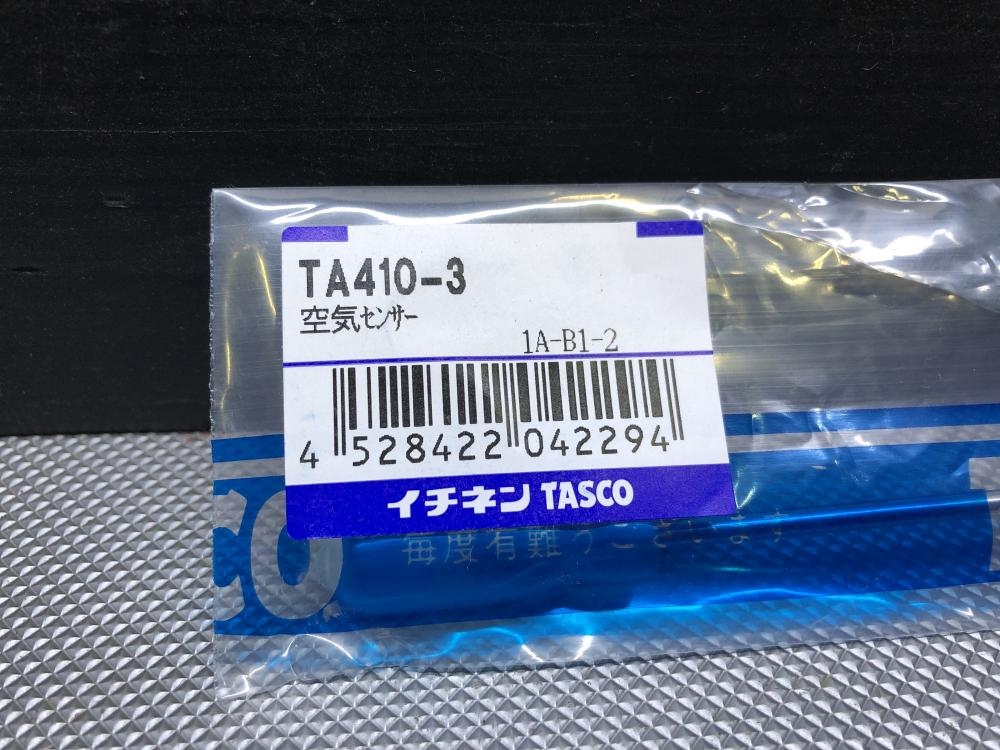 TA410-3
空気センサー
1A-B1-2
4 528422 042294
イチネン TASCO
毎度有難うございます
CO